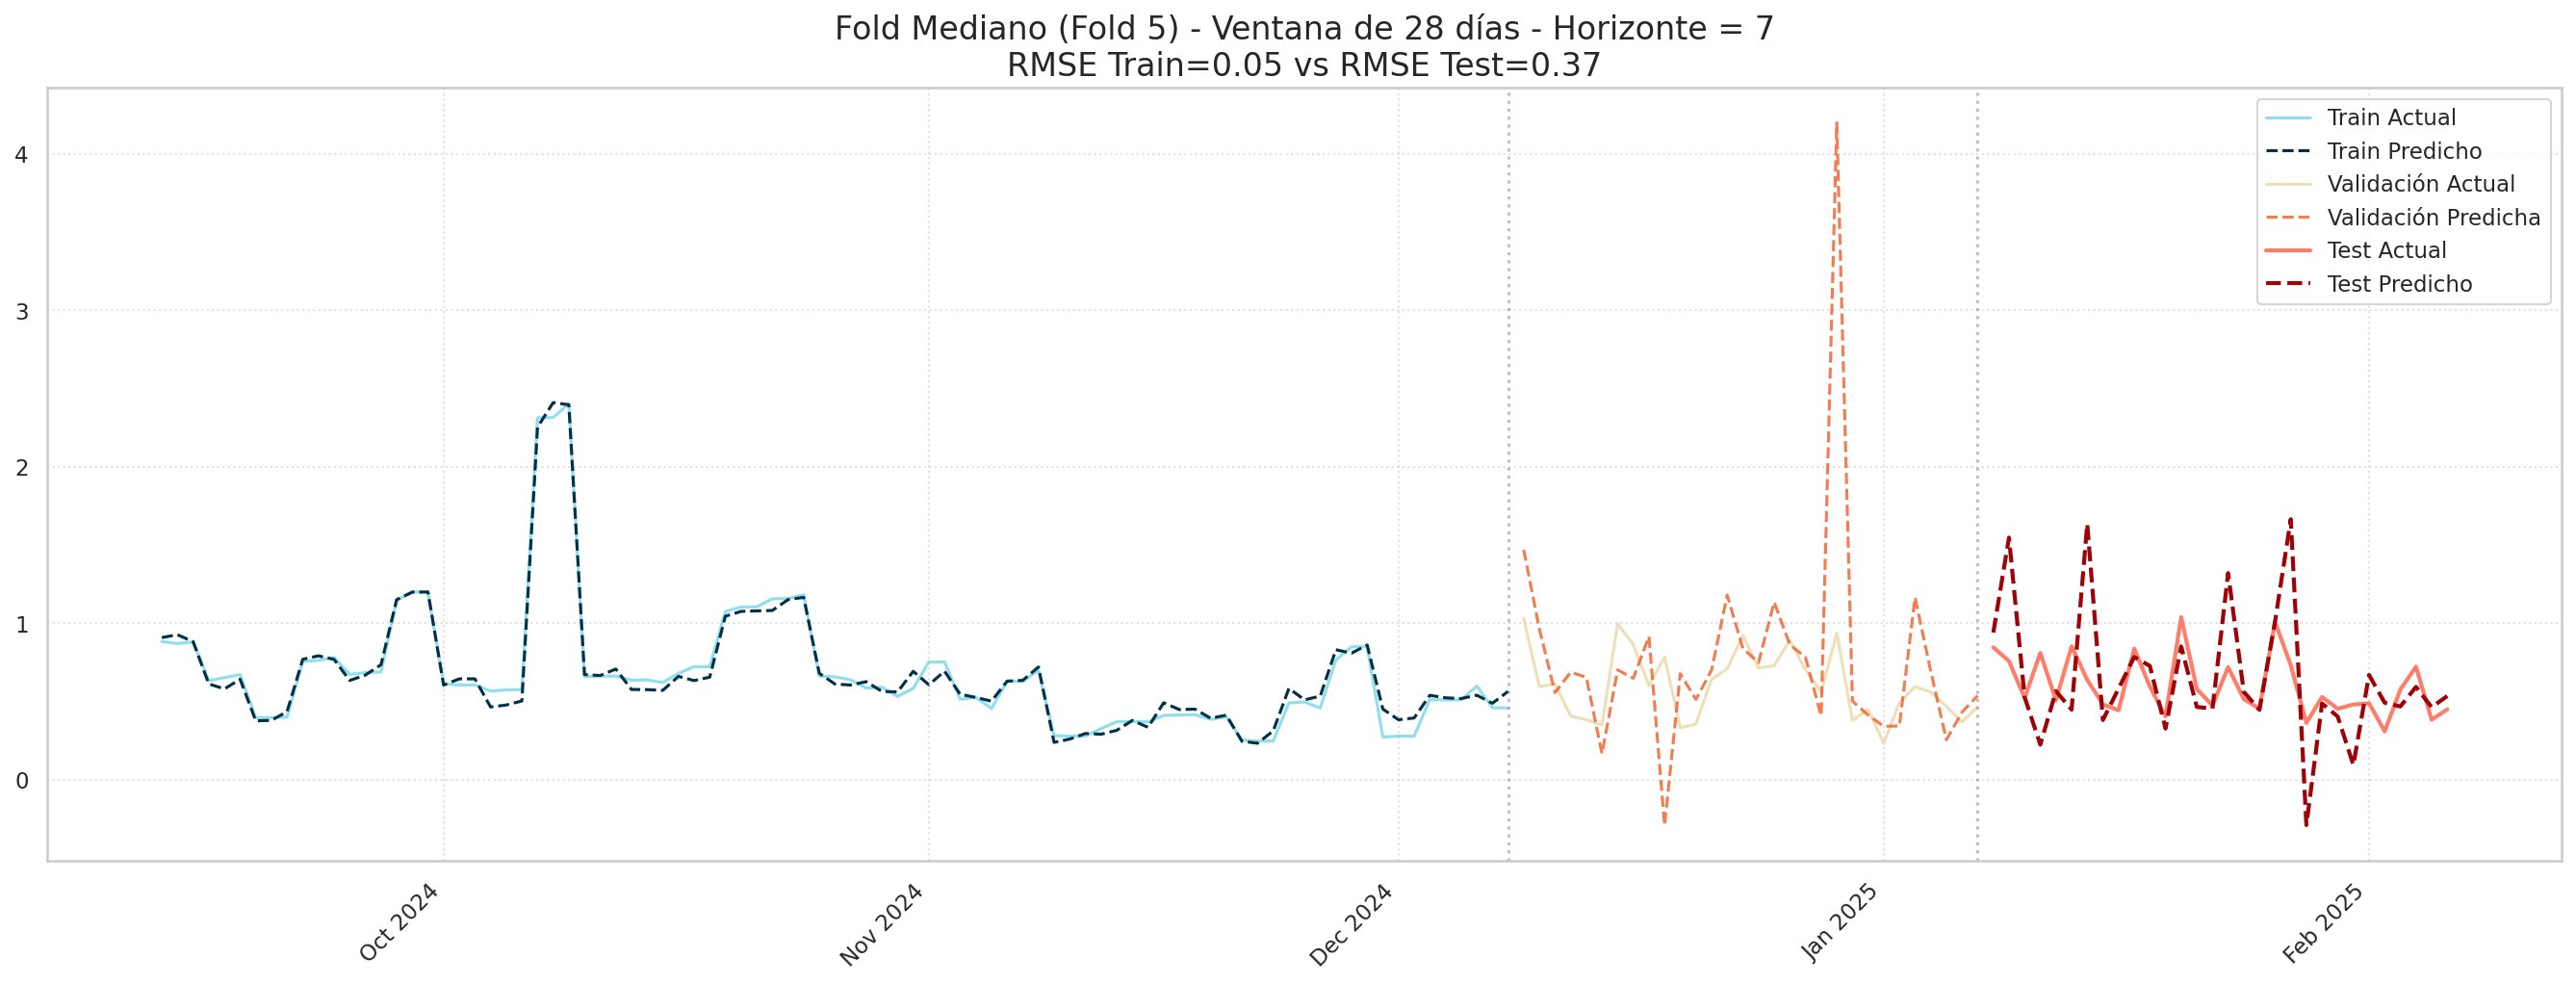 Fold Mediano (Fold 5) - Ventana de 28 días - Horizonte = 7
RMSE Train=0.05 vs RMSE Test=0.37
4
3
2
1
0
Train Actual
Train Predicho
Validación Actual
Validación Predicha
Test Actual
Test Predicho
Oct 2024
Nov 2024
Dec 2024
Jan 2025
Feb 2025